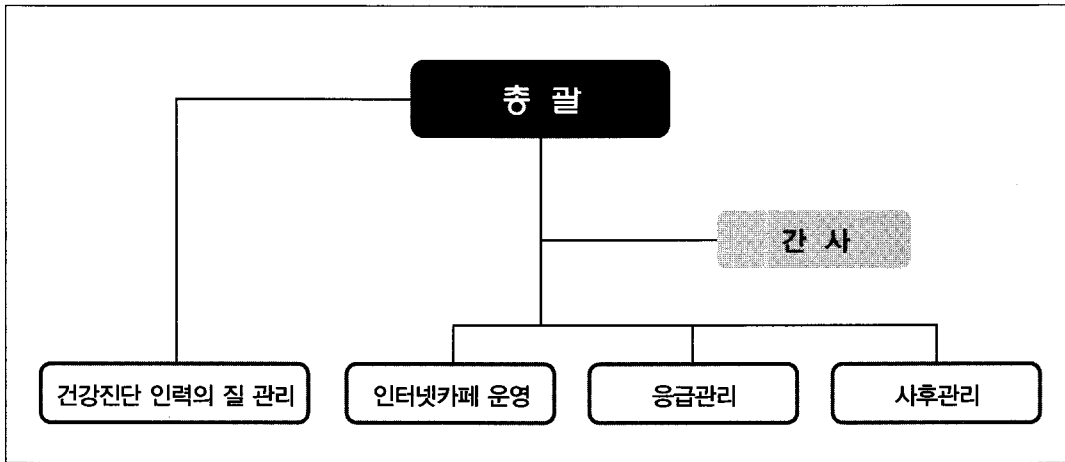 총 괄
간 사
건강진단 인력의 질 관리
인터넷카페 운영
응급관리
사후관리